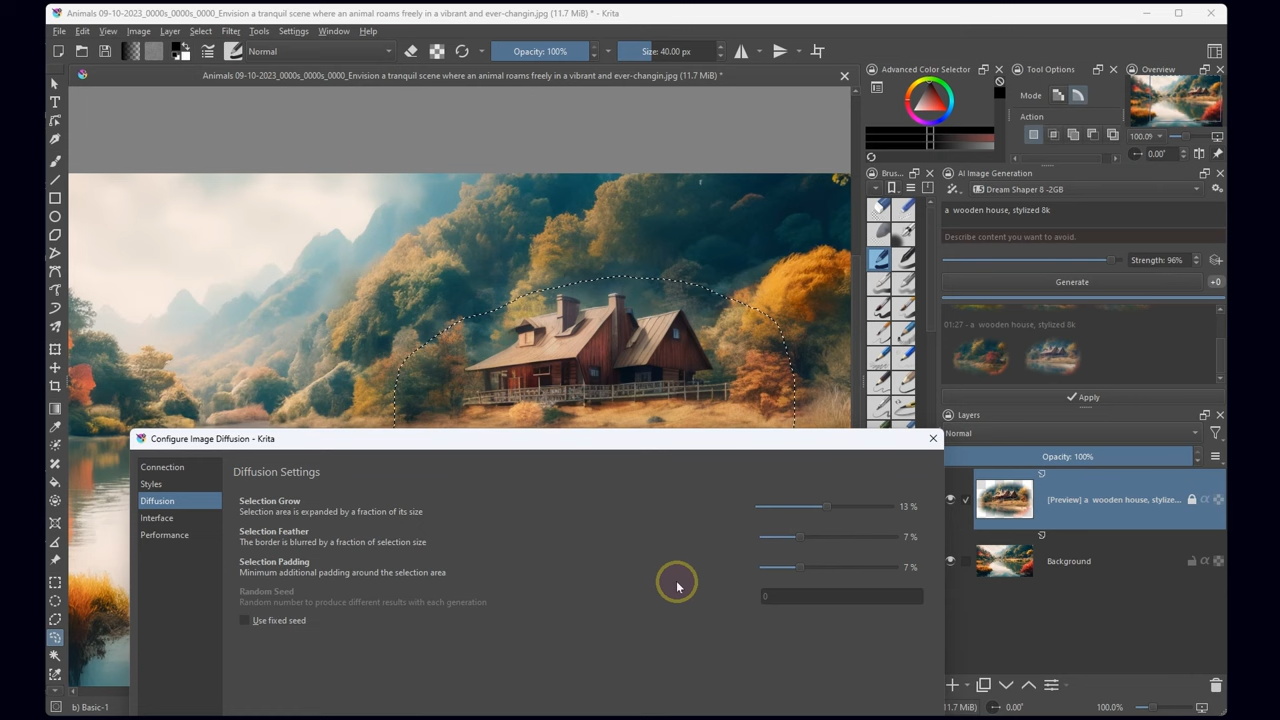 Animals 09-10-2023_0000s_0000s_0000_Envision a tranquil scene where an animal roams freely in a vibrant and ever-changin.jpg (11.7 MiB) * - Krita
File Edit View Image Layer Select Filter Tools Settings Window Help
Normal Opacity: 100% Size: 40.00 px
Animals 09-10-2023_0000s_0000s_0000_Envision a tranquil scene where an animal roams freely in a vibrant and ever-changin.jpg (11.7 MiB) *
Advanced Color Selector
Tool Options
Mode
Action
Overview
100.0%
0.00°
Brus...
AI Image Generation
Dream Shaper 8 -2GB
a wooden house, stylized 8k
Describe content you want to avoid.
Strength: 96%
Generate
+0
01:27 - a wooden house, stylized 8k
Apply
Layers
Normal
Opacity: 100%
[Preview] a wooden house, stylize...
Background
Configure Image Diffusion - Krita
Connection
Styles
Diffusion
Interface
Performance
Diffusion Settings
Selection Grow
Selection area is expanded by a fraction of its size
13 %
Selection Feather
The border is blurred by a fraction of selection size
7 %
Selection Padding
Minimum additional padding around the selection area
7 %
Random Seed
Random number to produce different results with each generation
0
Use fixed seed
b) Basic-1
11.7 MiB) 0.00° 100.0%